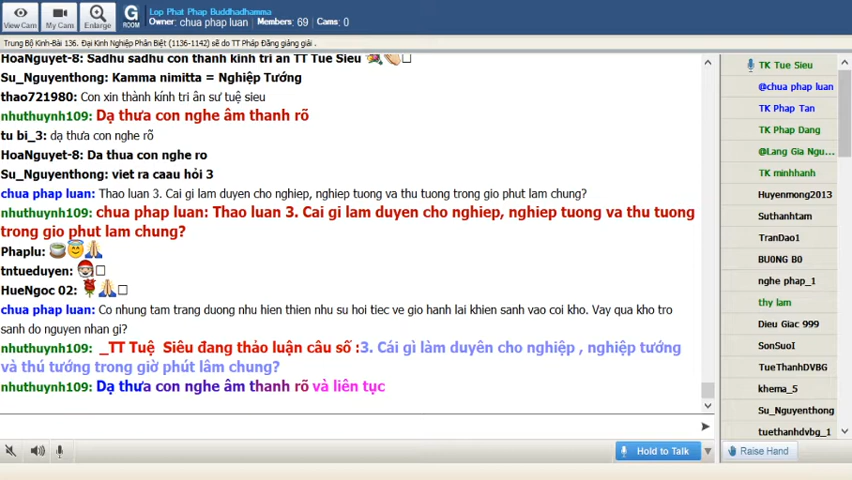 Lop Phat Phap Buddhadhamma
Owner: chua phap luan Members: 69 Cams: 0
View Cam
My Cam
Enlarge
G
ROOM
Trung Bộ Kinh-Bài 136. Đại Kinh Nghiệp Phân Biệt (1136-1142) sẽ do TT Pháp Đăng giảng giải .
HoaNguyet-8: Sadhu sadhu con thanh kinh tri an TT Tue Sieu
Su_Nguyenthong: Kamma nimitta = Nghiệp Tướng
thao721980: Con xin thành kính tri ân sư tuệ sieu
nhuthuynh109: Dạ thưa con nghe âm thanh rõ
tu bi_3: dạ thưa con nghe rõ
HoaNguyet-8: Da thua con nghe ro
Su_Nguyenthong: viet ra caau hỏi 3
chua phap luan: Thao luan 3. Cai gi lam duyen cho nghiep, nghiep tuong va thu tuong trong gio phut lam chung?
nhuthuynh109: chua phap luan: Thao luan 3. Cai gi lam duyen cho nghiep, nghiep tuong va thu tuong
trong gio phut lam chung?
Phaplu:
tntueduyen:
HueNgoc 02:
chua phap luan: Co nhung tam trang duong nhu hien thien nhu su hoi tiec ve gio hanh lai khien sanh vao coi kho. Vay qua kho tro
sanh do nguyen nhan gi?
nhuthuynh109: _TT Tuệ Siêu đang thảo luận câu số :3. Cái gì làm duyên cho nghiệp , nghiệp tướng
và thú tướng trong giờ phút lâm chung?
nhuthuynh109: Dạ thưa con nghe âm thanh rõ và liên tục
Hold to Talk
TK Tue Sieu
@chua phap luan
TK Phap Tan
TK Phap Dang
@Lang Gia Ngu...
TK minhhanh
Huyenmong2013
Suthanhtam
TranDao1
BU0NG B0
nghe phap_1
thy lam
Dieu Giac 999
SonSuoI
TueThanhDVBG
khema_5
Su_Nguyenthong
tuethanhdvbg_1
Raise Hand